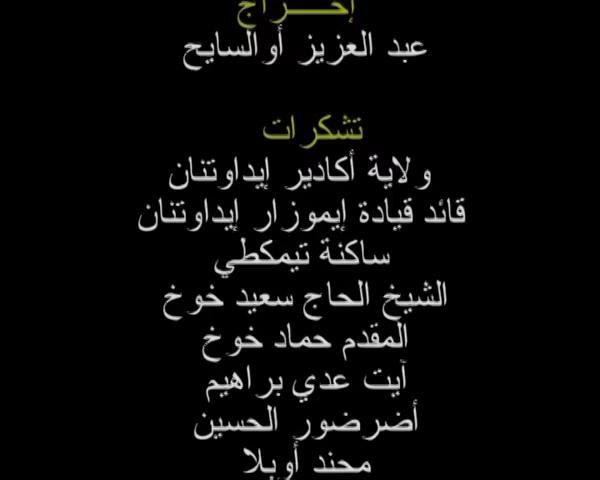 إخـــراج
عبد العزيز أوالسايح
تشكرات
ولاية أكادير إيداوتنان
قائد قيادة إيموزار إيداوتنان
ساكنة تيمكطي
الشيخ الحاج سعيد خوخ
المقدم حماد خوخ
أيت عدي براهيم
أضرضور الحسين
محند أوبلا